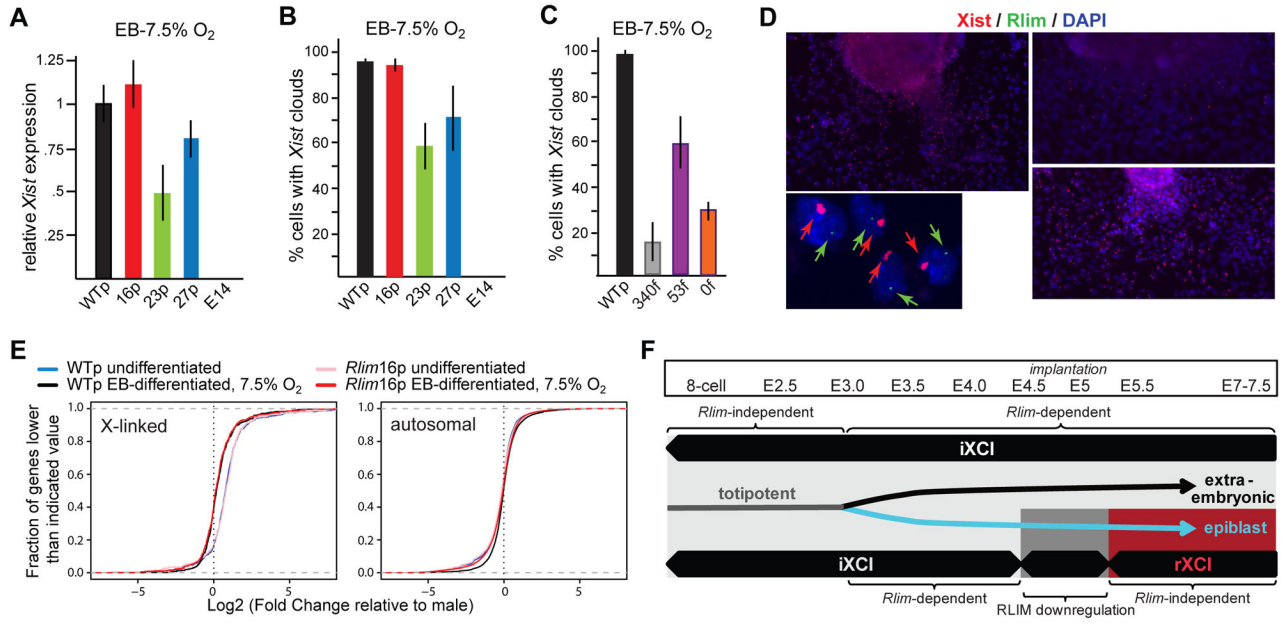 A
EB-7.5% O2
relative Xist expression
1
.75
.5
.25
WTp
16p
23p
27p
E14
B
EB-7.5% O2
% cells with Xist clouds
100
80
60
40
20
WTp
16p
23p
27p
E14
C
EB-7.5% O2
% cells with Xist clouds
100
80
60
40
20
WTp
340f
53f
0f
D
Xist / Rlim / DAPI
E
WTp undifferentiated
WTp EB-differentiated, 7.5% O2
Rlim16p undifferentiated
Rlim16p EB-differentiated, 7.5% O2
Fraction of genes lower
than indicated value
1.0
0.8
0.6
0.4
0.2
0.0
X-linked
−5
0
5
autosomal
−5
0
5
Log2 (Fold Change relative to male)
F
implantation
8-cell E2.5 E3.0 E3.5 E4.0 E4.5 E5 E5.5 E7-7.5
Rlim-independent
Rlim-dependent
iXCI
totipotent
extra-
embryonic
epiblast
iXCI
rXCI
Rlim-dependent
RLIM downregulation
Rlim-independent